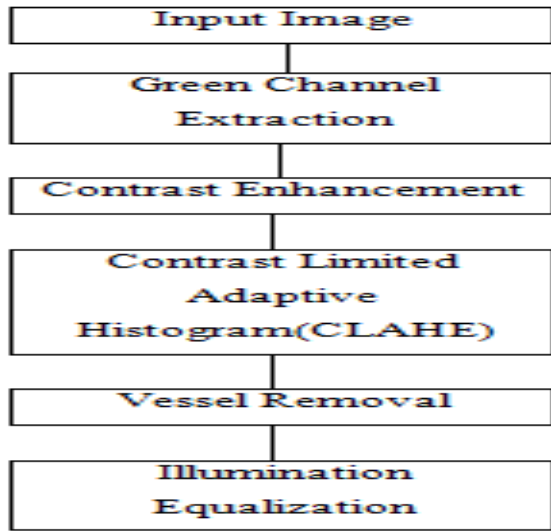 Input Image
Green Channel
Extraction
Contrast Enhancement
Contrast Limited
Adaptive
Histogram(CLAHE)
Vessel Removal
Illumination
Equalization